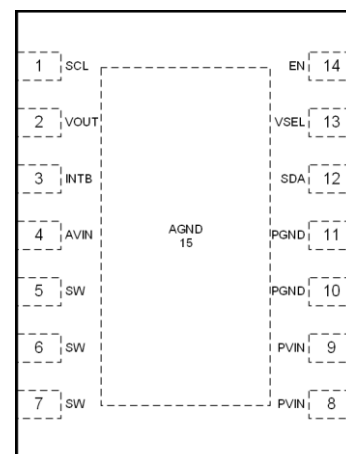 1 SCL EN 14
2 VOUT VSEL 13
3 INTB SDA 12
4 AVIN AGND PGND 11
15
5 SW PGND 10
6 SW PVIN 9
7 SW PVIN 8